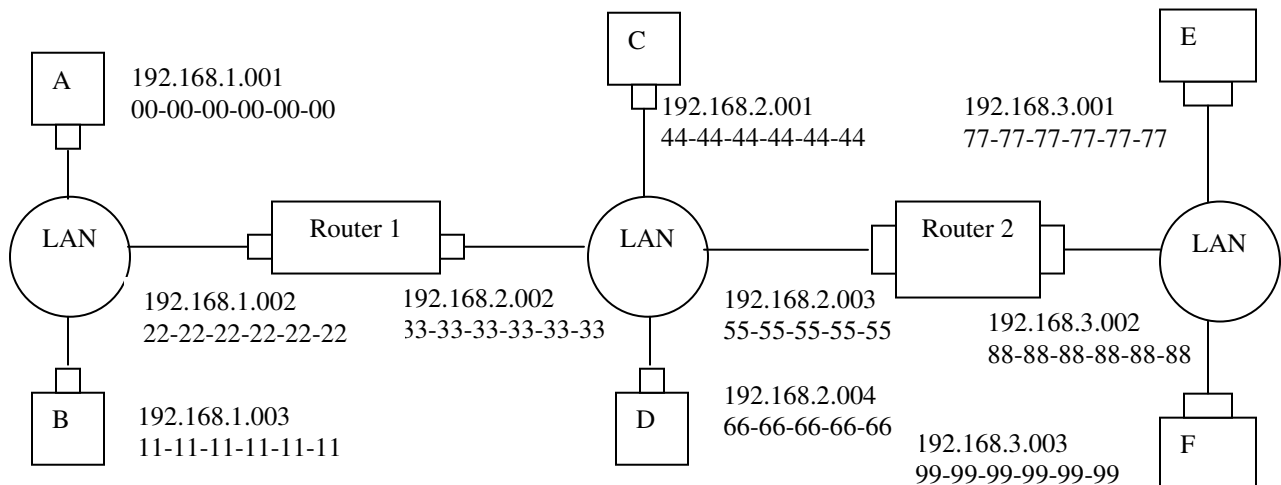 A
192.168.1.001
00-00-00-00-00-00
C
192.168.2.001
44-44-44-44-44-44
E
192.168.3.001
77-77-77-77-77-77
LAN
Router 1
LAN
Router 2
LAN
192.168.1.002
22-22-22-22-22-22
192.168.2.002
33-33-33-33-33-33
192.168.2.003
55-55-55-55-55
192.168.3.002
88-88-88-88-88-88
B
192.168.1.003
11-11-11-11-11-11
D
192.168.2.004
66-66-66-66-66
192.168.3.003
99-99-99-99-99-99
F